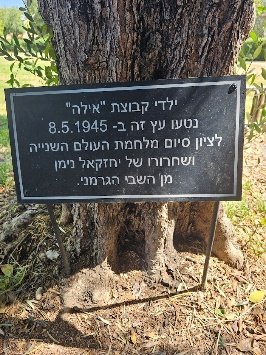 ילדי קבוצת "אילה"
נטעו עץ זה ב- 8.5.1945
לציון סיום מלחמת העולם השנייה
ושחרורו של יחזקאל נימן
מן השבי הגרמני.